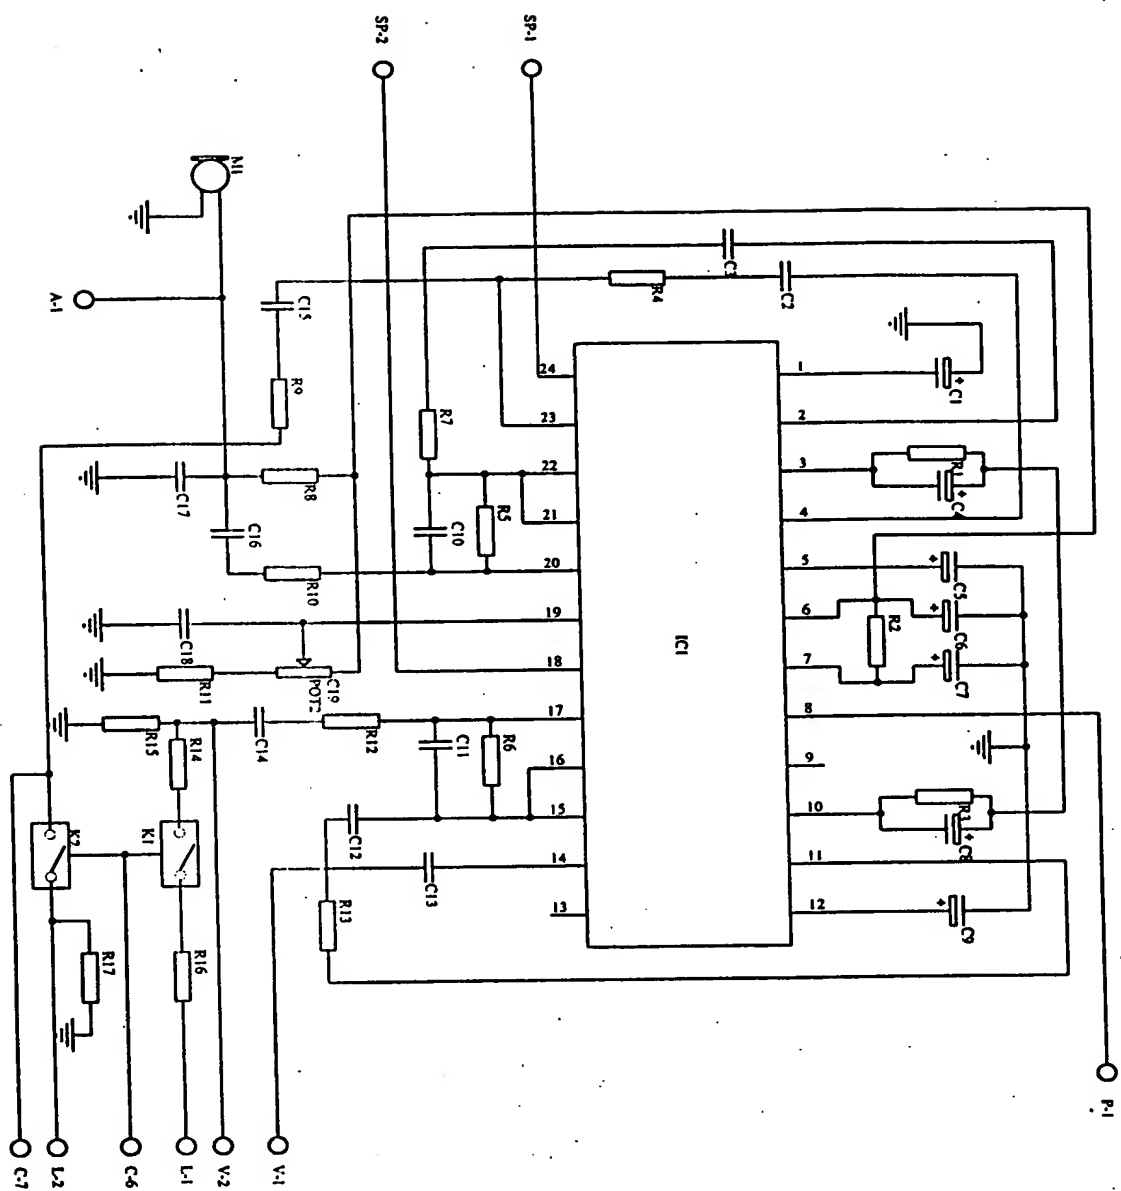 SP-2
SP-1
M1
A-1
C3
C2
R4
C15
C1
+
24
1
R9
R7
23
2
22
3
R1
R8
C17
+
21
4
R5
C16
C10
20
5
R10
C5
+
19
6
R2
C6
+
IC1
C18
18
7
C7
+
C19
POT2
R11
17
8
R15
R14
C14
R12
C11
R6
16
9
15
10
R3
C8
+
K2
K1
C12
14
11
C13
13
12
C9
+
R13
R17
R16
P-1
C-7
L-2
C-6
L-1
V-2
V-1